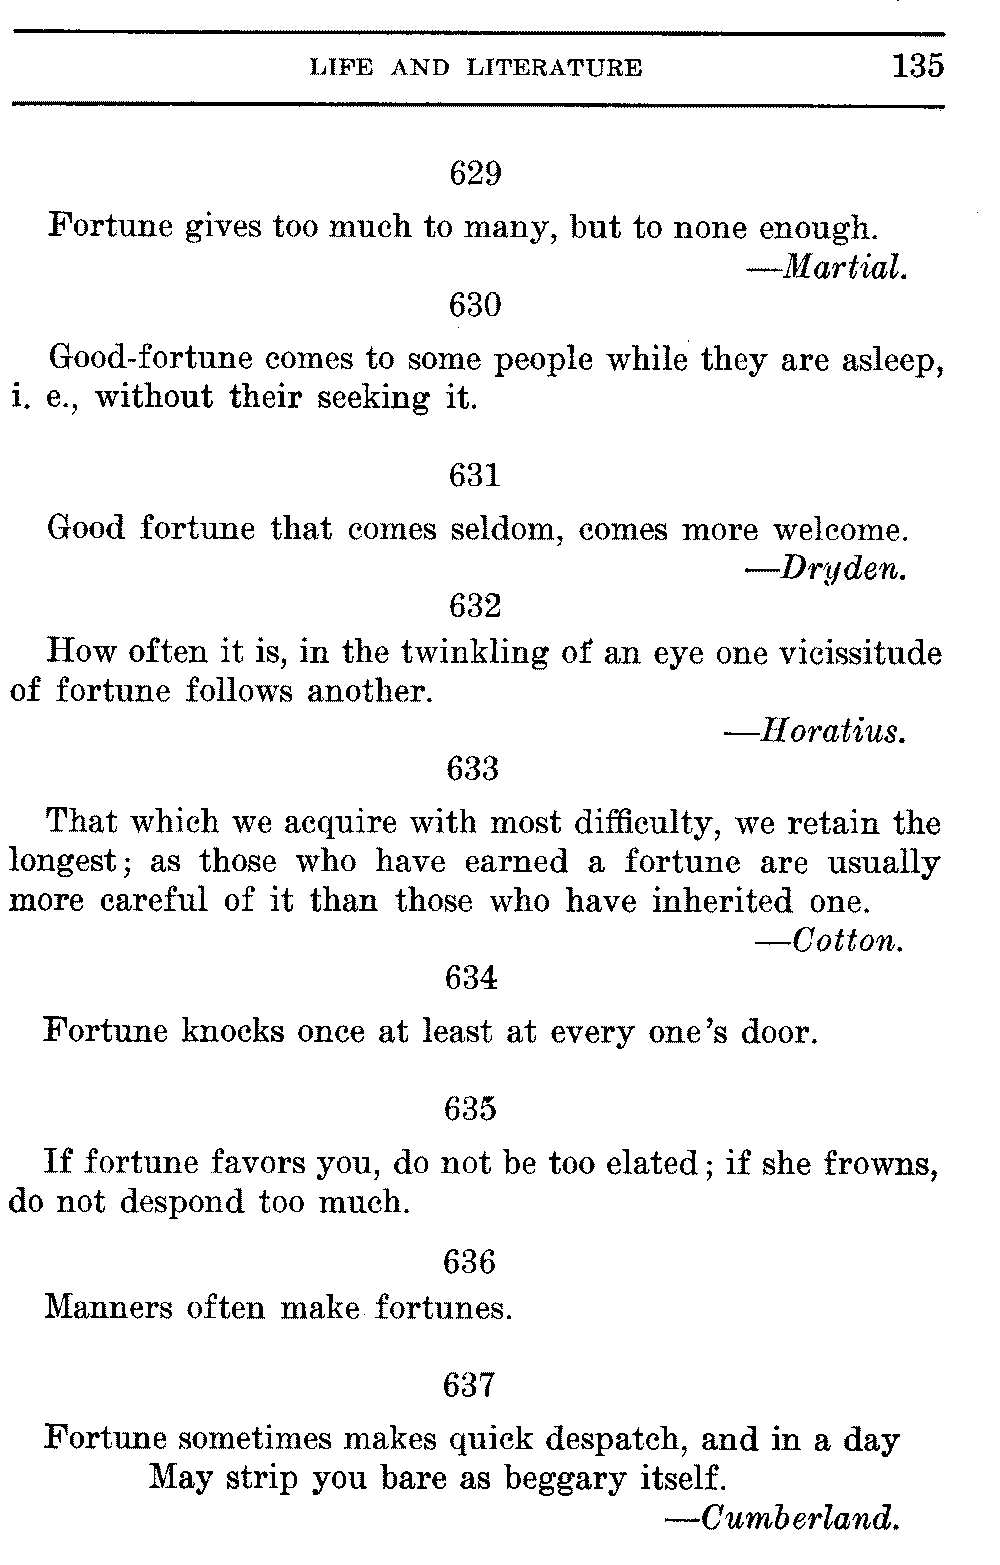 LIFE AND LITERATURE 135
629
Fortune gives too much to many, but to none enough.
—Martial.
630
Good-fortune comes to some people while they are asleep,
i. e., without their seeking it.
631
Good fortune that comes seldom, comes more welcome.
—Dryden.
632
How often it is, in the twinkling of an eye one vicissitude
of fortune follows another.
—Horatius.
633
That which we acquire with most difficulty, we retain the
longest; as those who have earned a fortune are usually
more careful of it than those who have inherited one.
—Cotton.
634
Fortune knocks once at least at every one's door.
635
If fortune favors you, do not be too elated; if she frowns,
do not despond too much.
636
Manners often make fortunes.
637
Fortune sometimes makes quick despatch, and in a day
May strip you bare as beggary itself.
—Cumberland.